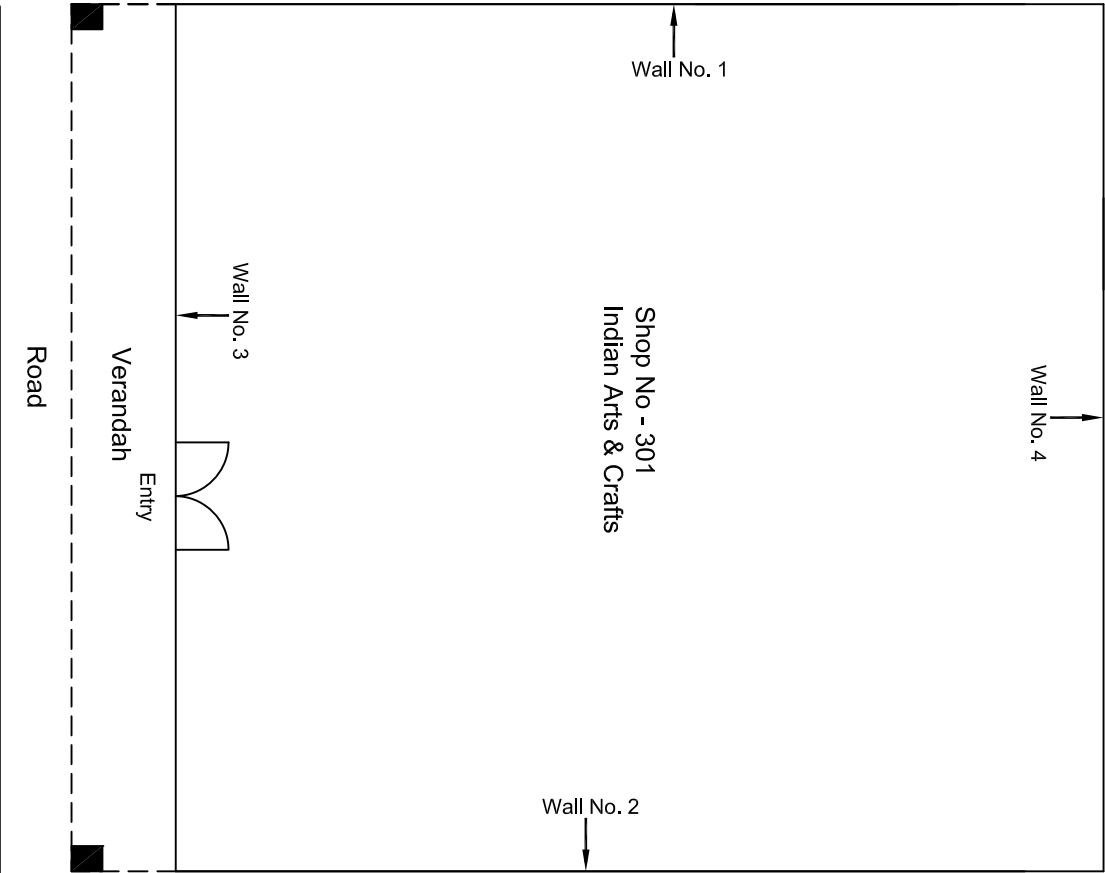 Wall No. 1
Wall No. 4
Wall No. 3
Shop No - 301
Indian Arts & Crafts
Verandah
Entry
Road
Wall No. 2